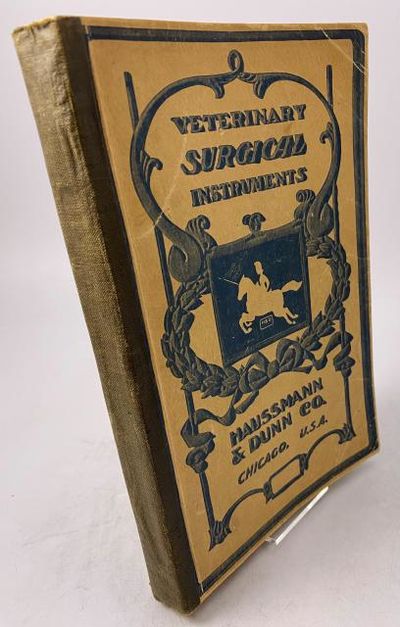 VETERINARY
SURGICAL
INSTRUMENTS
HAUSSMANN
& DUNN CO.
CHICAGO, U.S.A.